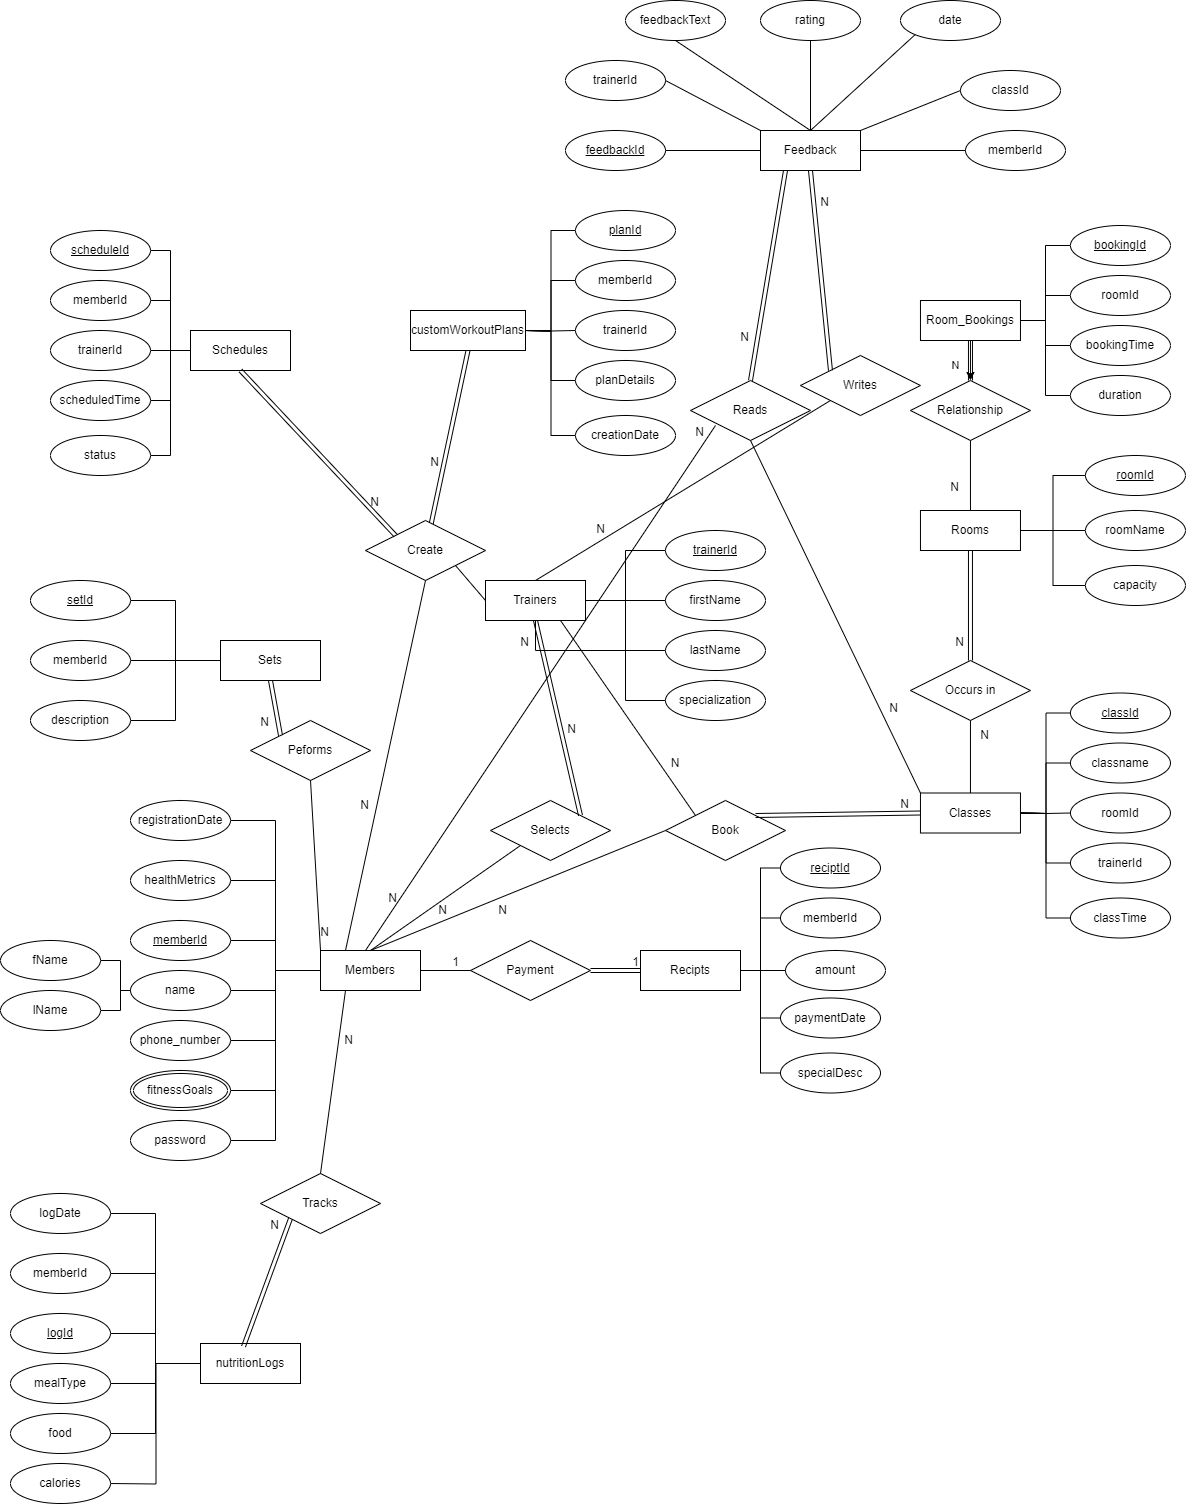 feedbackText
rating
date
trainerId
classId
feedbackId
Feedback
memberId
N
planId
scheduleId
memberId
bookingId
memberId
roomId
customWorkoutPlans
trainerId
Room_Bookings
Schedules
trainerId
N
bookingTime
N
planDetails
Writes
duration
scheduledTime
Reads
Relationship
N
creationDate
status
N
roomId
N
N
N
Rooms
roomName
Create
trainerId
capacity
setId
Trainers
firstName
N
N
lastName
Sets
memberId
Occurs in
specialization
N
classId
description
N
N
N
Peforms
N
classname
N
N
Classes
roomId
registrationDate
Selects
Book
trainerId
reciptId
healthMetrics
N
N
N
memberId
classTime
N
memberId
fName
1
1
Members
Payment
Recipts
amount
name
lName
paymentDate
phone_number
N
specialDesc
fitnessGoals
password
Tracks
logDate
N
memberId
logId
nutritionLogs
mealType
food
calories